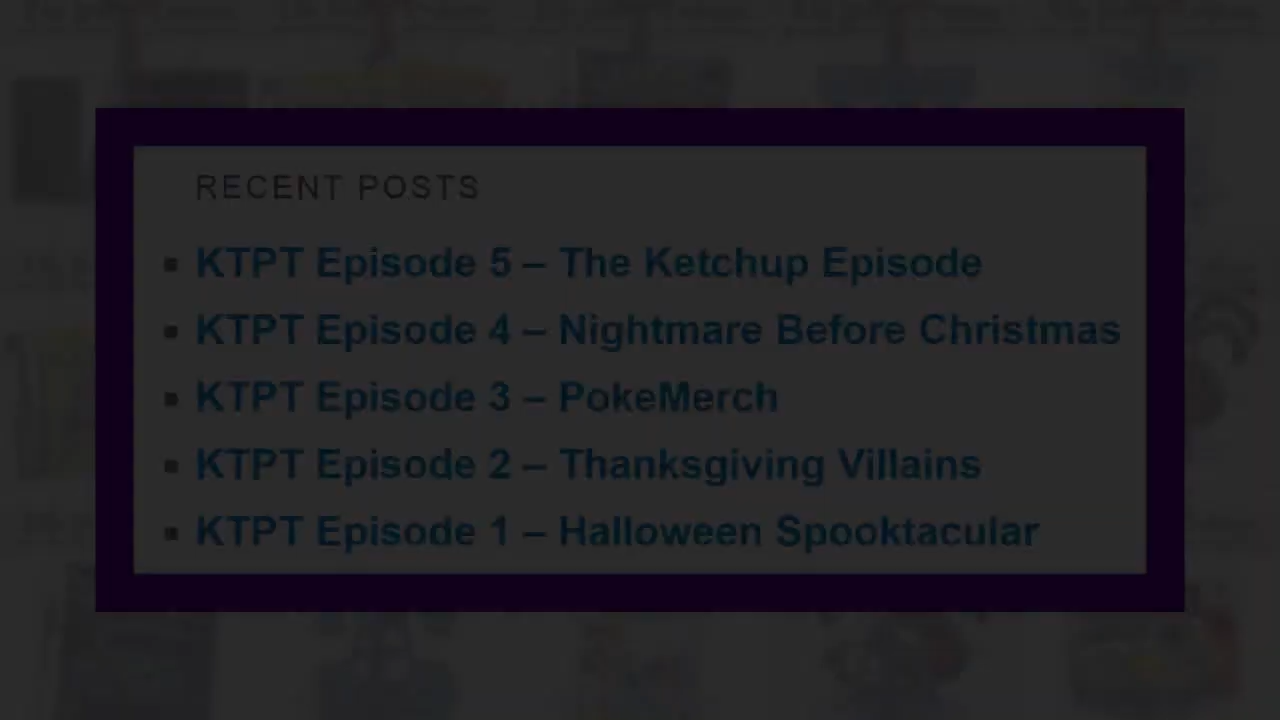 RECENT POSTS
KTPT Episode 5 – The Ketchup Episode
KTPT Episode 4 – Nightmare Before Christmas
KTPT Episode 3 – PokeMerch
KTPT Episode 2 – Thanksgiving Villains
KTPT Episode 1 – Halloween Spooktacular